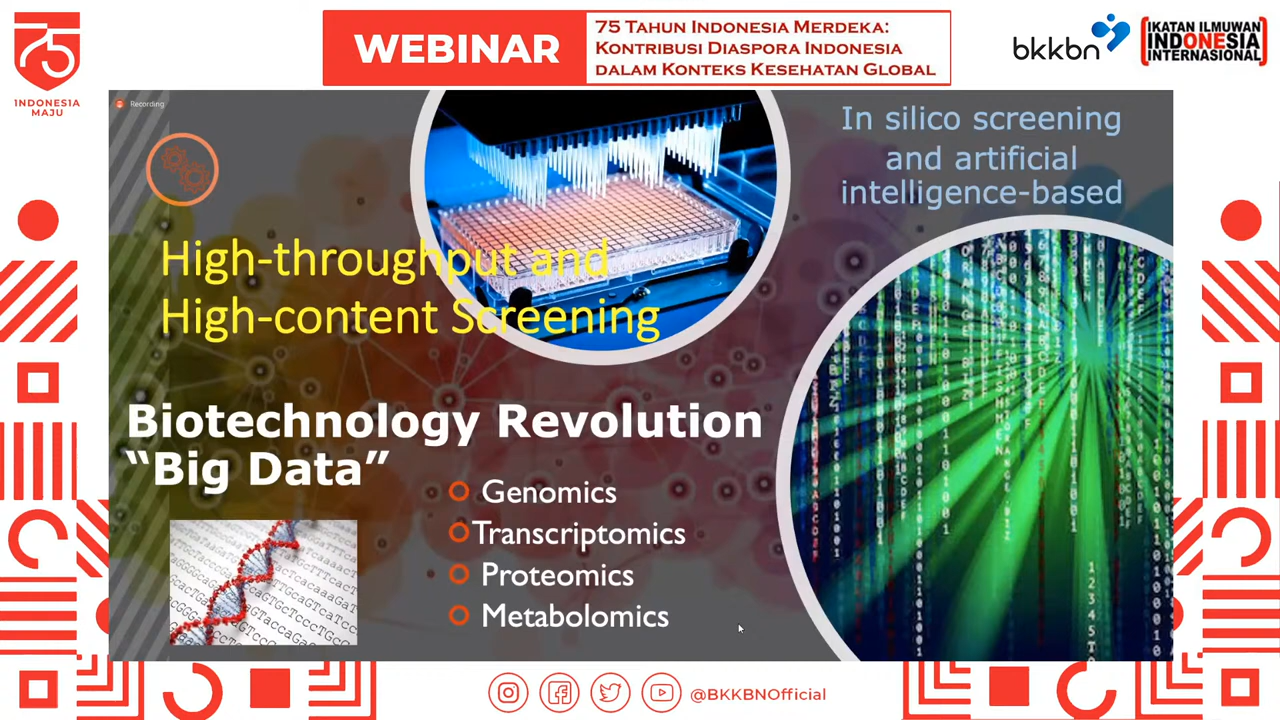 75
INDONESIA
MAJU
WEBINAR
75 TAHUN INDONESIA MERDEKA:
KONTRIBUSI DIASPORA INDONESIA
DALAM KONTEKS KESEHATAN GLOBAL
bkkbn
IKATAN ILMUWAN
INDONESIA
INTERNASIONAL
Recording
In silico screening
and artificial
intelligence-based
High-throughput and
High-content Screening
Biotechnology Revolution
“Big Data”
Genomics
Transcriptomics
Proteomics
Metabolomics
@BKKBNOfficial